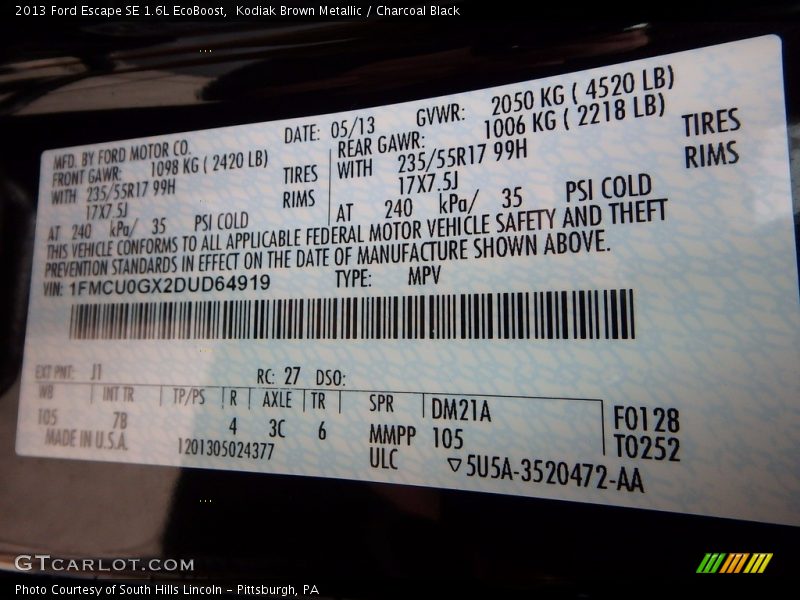 2013 Ford Escape SE 1.6L EcoBoost,  Kodiak Brown Metallic / Charcoal Black
MFD. BY FORD MOTOR CO. DATE: 05/13 GVWR: 2050 KG ( 4520 LB)
FRONT GAWR: 1098 KG ( 2420 LB) REAR GAWR: 1006 KG ( 2218 LB)
WITH 235/55R17 99H TIRES WITH 235/55R17 99H TIRES
17X7.5J RIMS 17X7.5J RIMS
AT 240 kPa/ 35 PSI COLD AT 240 kPa/ 35 PSI COLD
THIS VEHICLE CONFORMS TO ALL APPLICABLE FEDERAL MOTOR VEHICLE SAFETY AND THEFT
PREVENTION STANDARDS IN EFFECT ON THE DATE OF MANUFACTURE SHOWN ABOVE.
VIN: 1FMCU0GX2DUD64919 TYPE: MPV
EXT PNT: J1 RC: 27 DSO:
WB INT TR TP/PS R AXLE TR SPR DM21A F0128
105 7B 4 3C 6 MMPP 105 T0252
MADE IN U.S.A. 1201305024377 ULC 5U5A-3520472-AA
GTCARLOT.COM
Photo Courtesy of South Hills Lincoln – Pittsburgh, PA